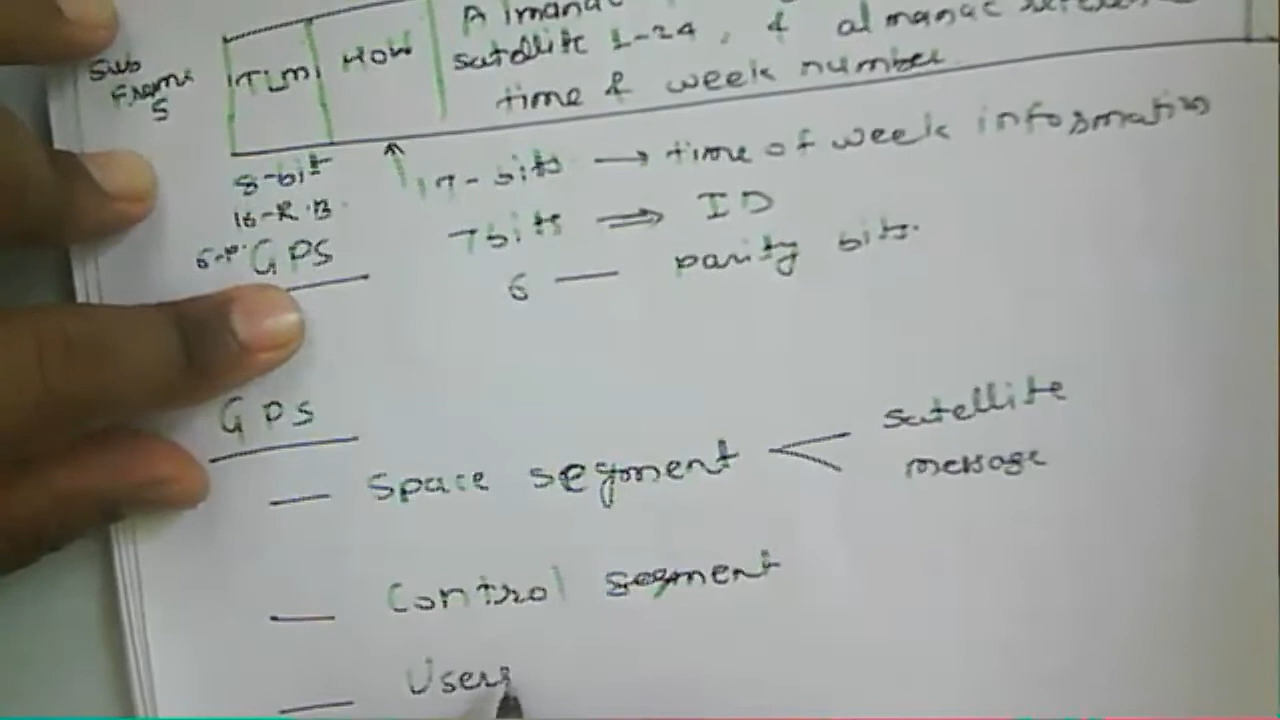 Almanac
satellite 1-24, & almanac
Sub Frame 5 TLM HOW time & week number
8-bit 17-bits → time of week information
16-R.B 7bits ⇒ ID
6-P. GPS 6 — parity bits.
GPS
— Space segment < satellite message
— Control segment
— User